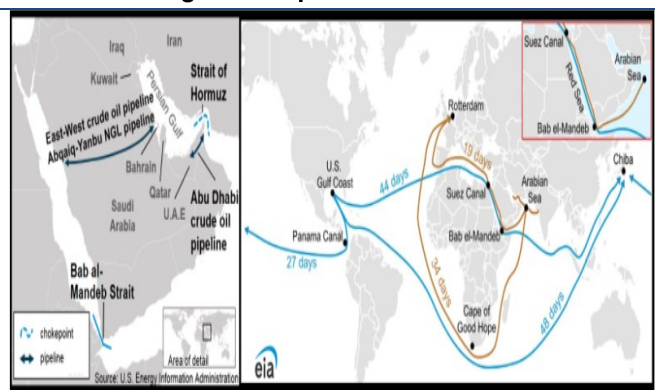 Iraq
Iran
Kuwait
Persian Gulf
Strait of
Hormuz
East-West crude oil pipeline
Abqaiq-Yanbu NGL pipeline
Bahrain
Qatar
U.A.E
Saudi
Arabia
Abu Dhabi
crude oil
pipeline
Bab al-
Mandeb Strait
chokepoint
pipeline
Area of detail
Source: U.S. Energy Information Administration
Suez Canal
Red Sea
Arabian
Sea
Bab el-Mandeb
Rotterdam
19 days
U.S.
Gulf Coast
44 days
Suez Canal
Arabian
Sea
Chiba
Panama Canal
Bab el-Mandeb
27 days
34 days
48 days
Cape of
Good Hope
eia